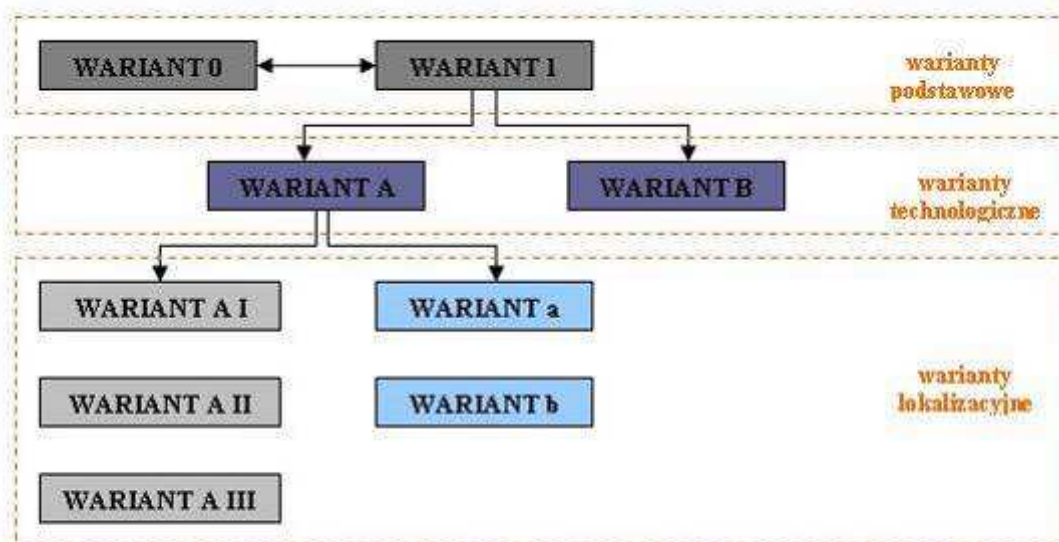 WARIANT 0
WARIANT 1
warianty
podstawowe
WARIANT A
WARIANT B
warianty
technologiczne
WARIANT A I
WARIANT a
WARIANT A II
WARIANT b
warianty
lokalizacyjne
WARIANT A III